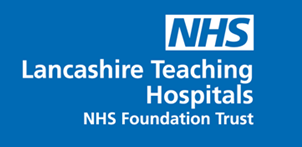 NHS
Lancashire Teaching
Hospitals
NHS Foundation Trust